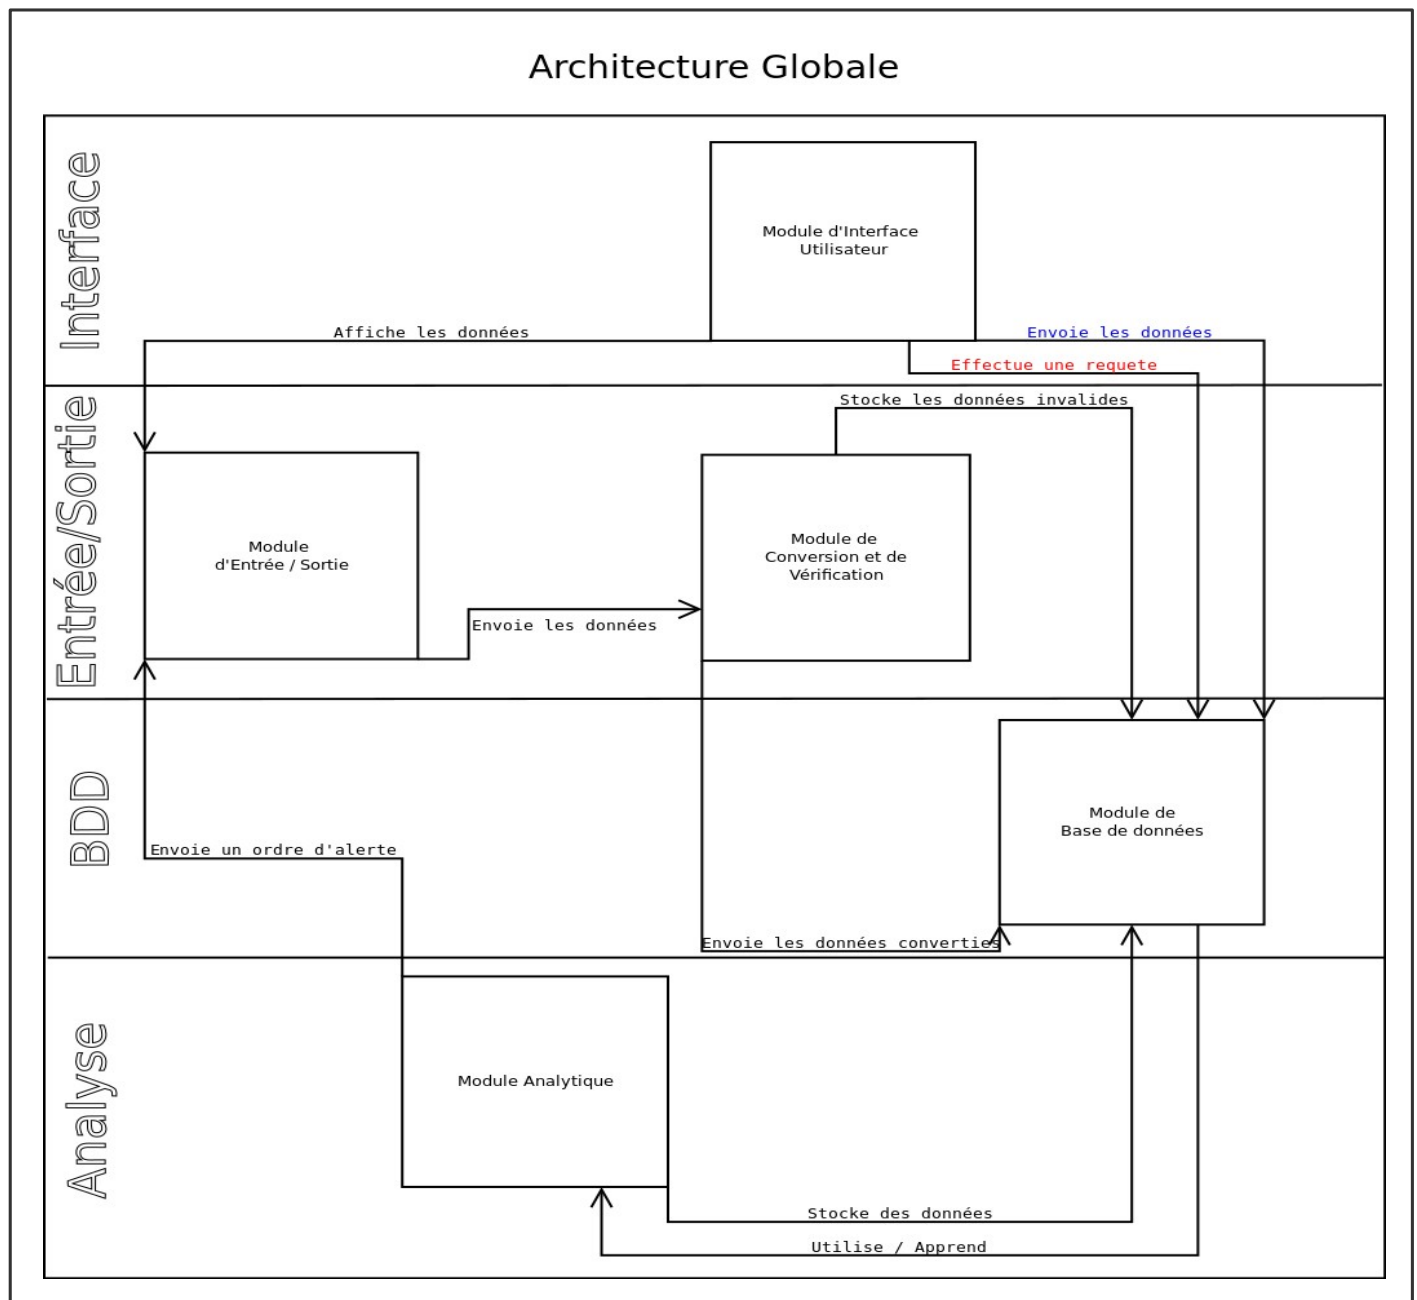 Architecture Globale
Interface
Module d'Interface
Utilisateur
Affiche les données
Envoie les données
Effectue une requete
Entrée/Sortie
Stocke les données invalides
Module
d'Entrée / Sortie
Module de
Conversion et de
Vérification
Envoie les données
BDD
Module de
Base de données
Envoie un ordre d'alerte
Envoie les données converties
Analyse
Module Analytique
Stocke des données
Utilise / Apprend